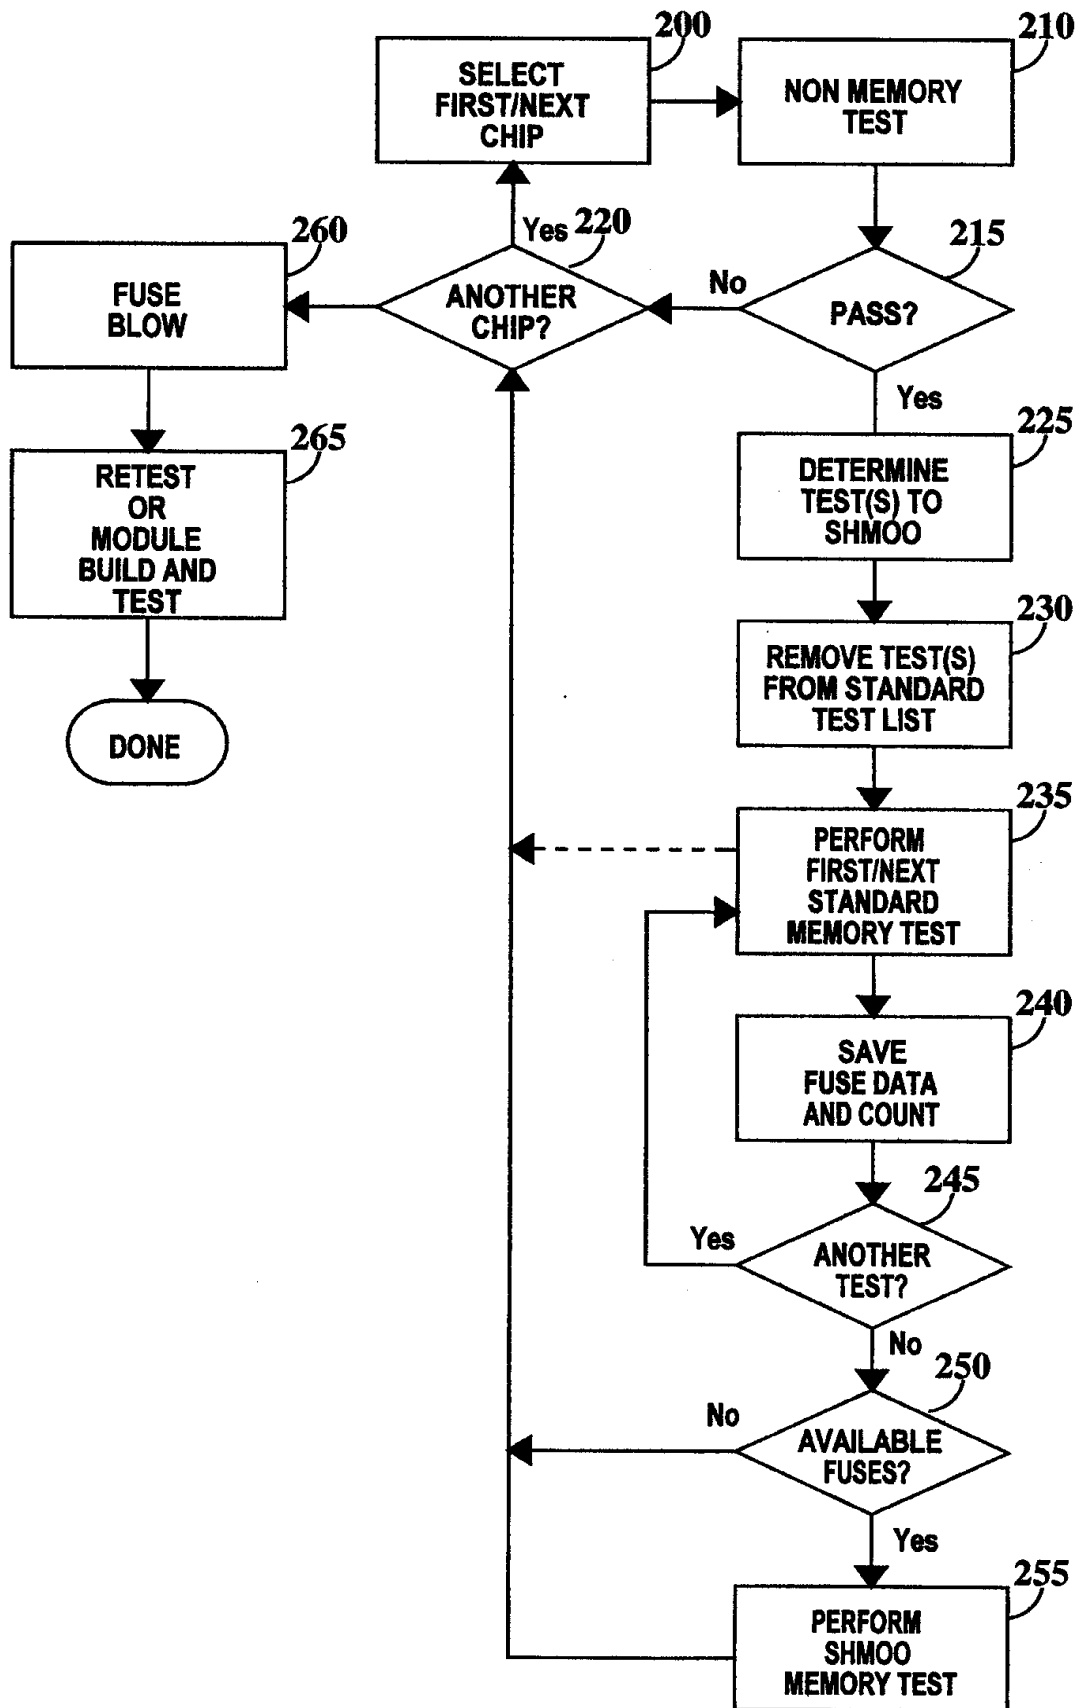 200
SELECT
FIRST/NEXT
CHIP
210
NON MEMORY
TEST
215
PASS?
No
Yes
220
ANOTHER
CHIP?
Yes
260
FUSE
BLOW
265
RETEST
OR
MODULE
BUILD AND
TEST
DONE
225
DETERMINE
TEST(S) TO
SHMOO
230
REMOVE TEST(S)
FROM STANDARD
TEST LIST
235
PERFORM
FIRST/NEXT
STANDARD
MEMORY TEST
240
SAVE
FUSE DATA
AND COUNT
245
ANOTHER
TEST?
Yes
No
250
AVAILABLE
FUSES?
No
Yes
255
PERFORM
SHMOO
MEMORY TEST